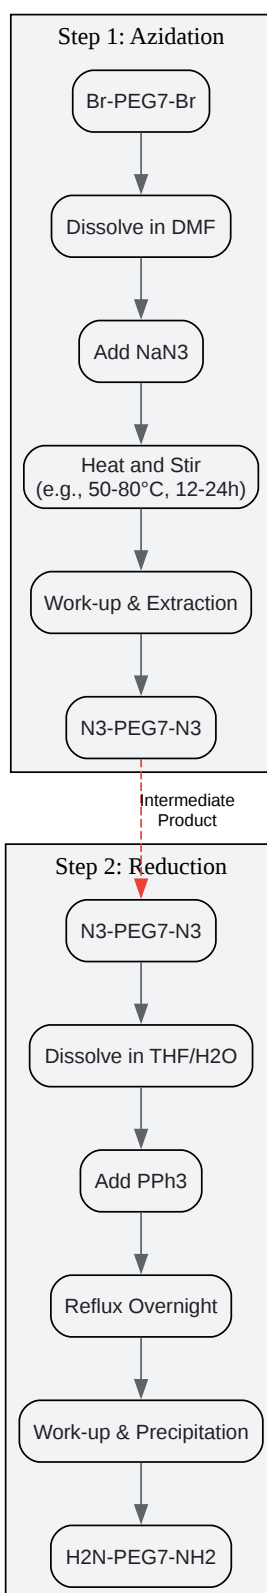 Step 1: Azidation
Br-PEG7-Br
Dissolve in DMF
Add NaN3
Heat and Stir
(e.g., 50-80°C, 12-24h)
Work-up & Extraction
N3-PEG7-N3
Intermediate
Product
Step 2: Reduction
N3-PEG7-N3
Dissolve in THF/H2O
Add PPh3
Reflux Overnight
Work-up & Precipitation
H2N-PEG7-NH2